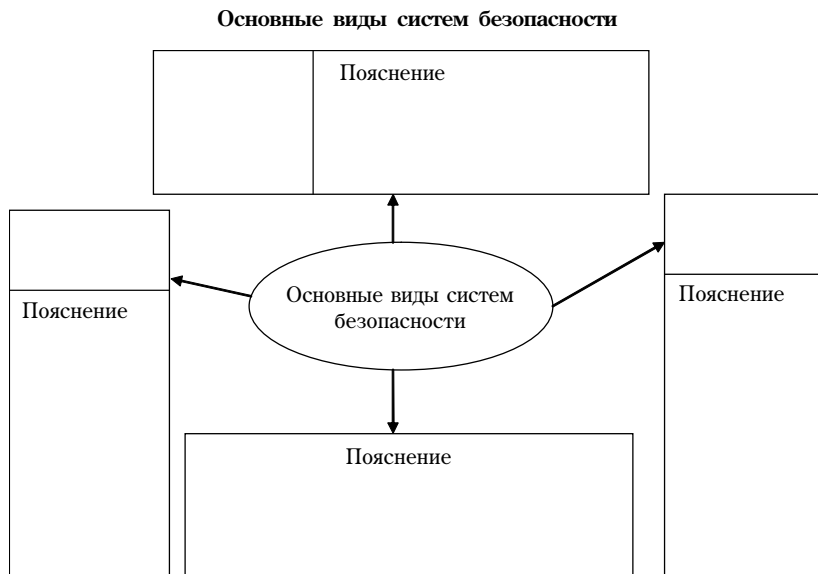 Основные виды систем безопасности
Пояснение
Пояснение
Основные виды систем
безопасности
Пояснение
Пояснение